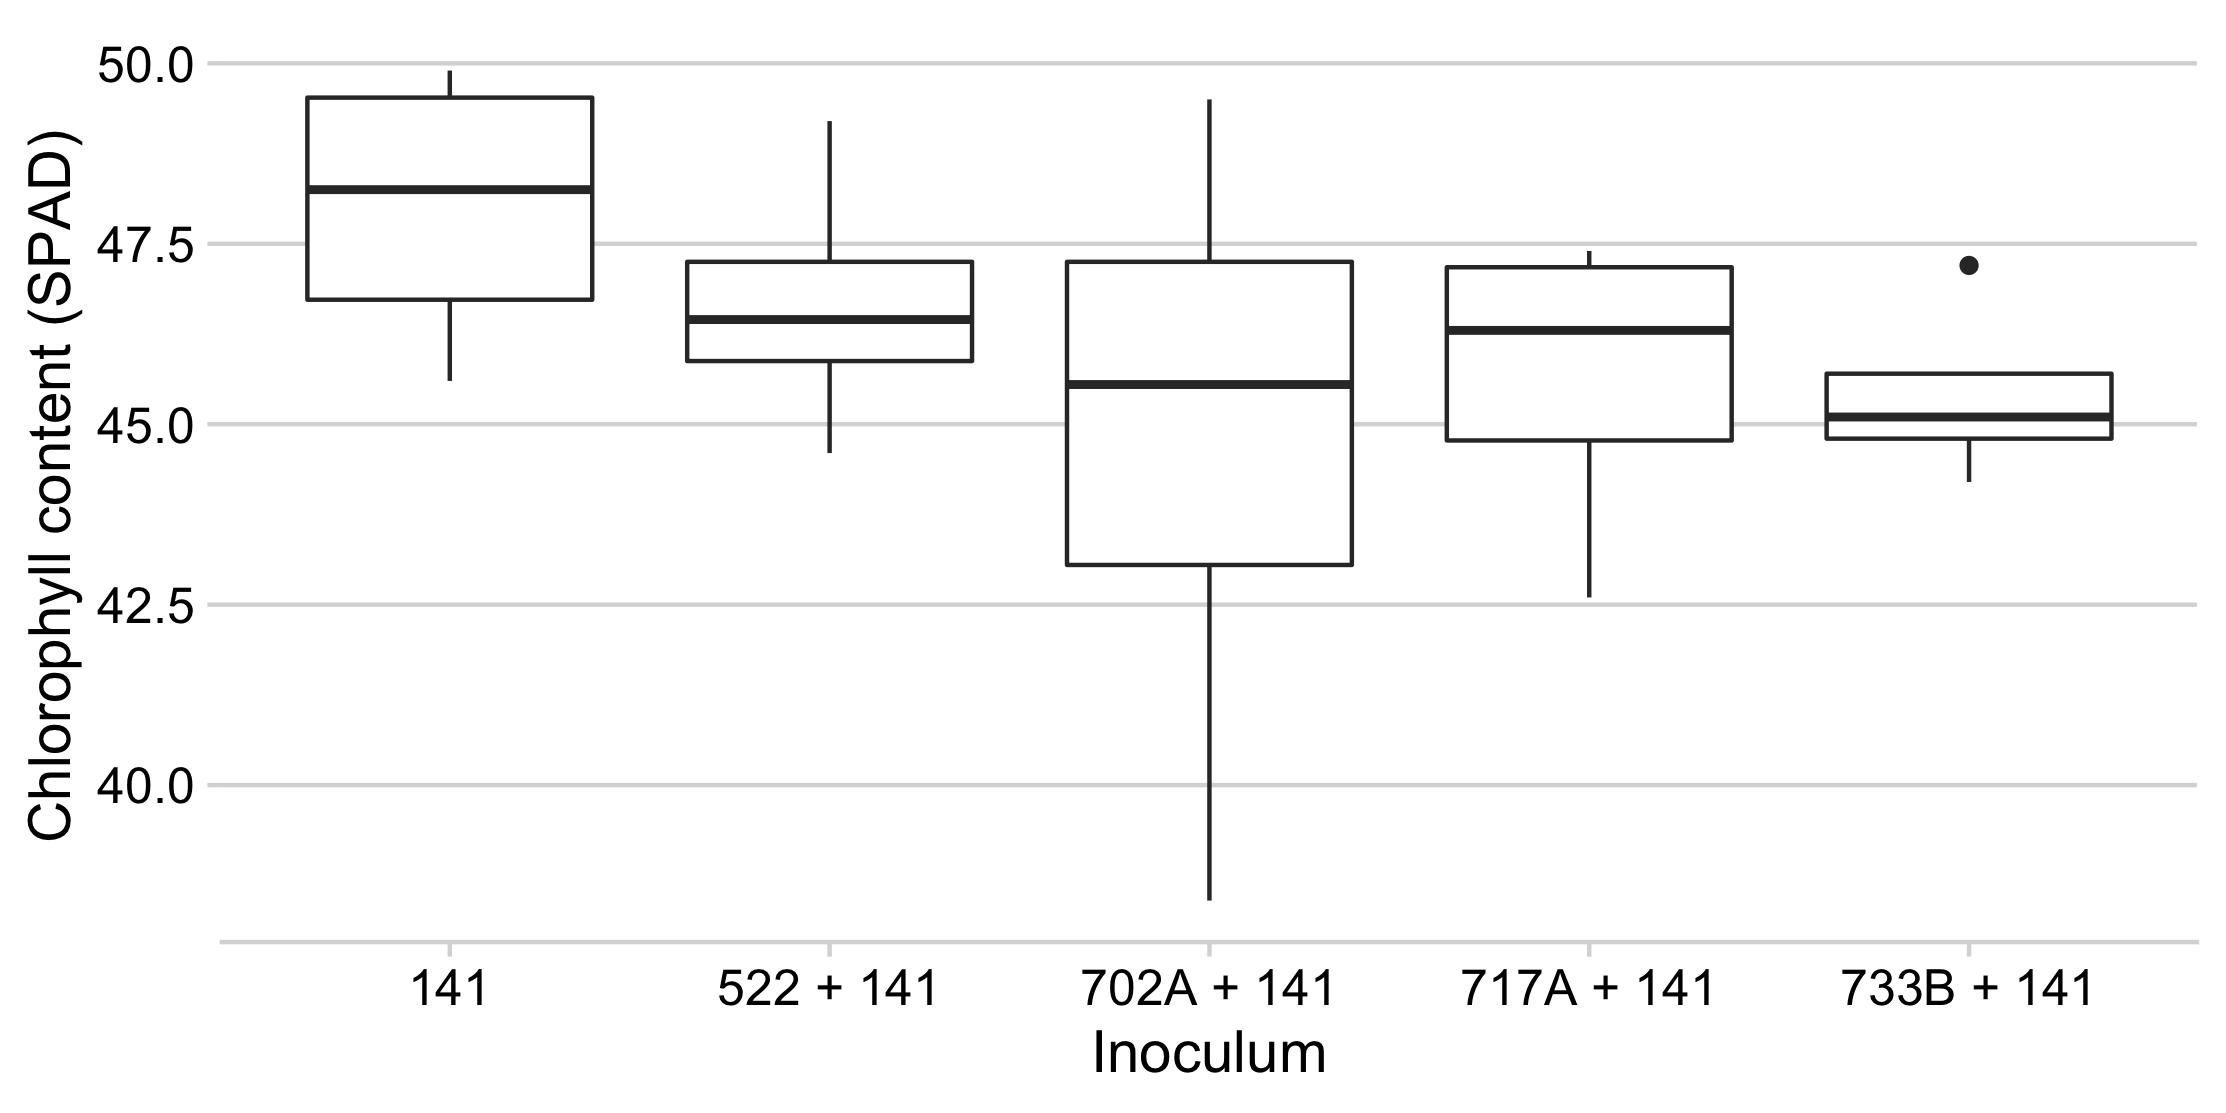 Chlorophyll content (SPAD)
50.0
47.5
45.0
42.5
40.0
141
522 + 141
702A + 141
717A + 141
733B + 141
Inoculum